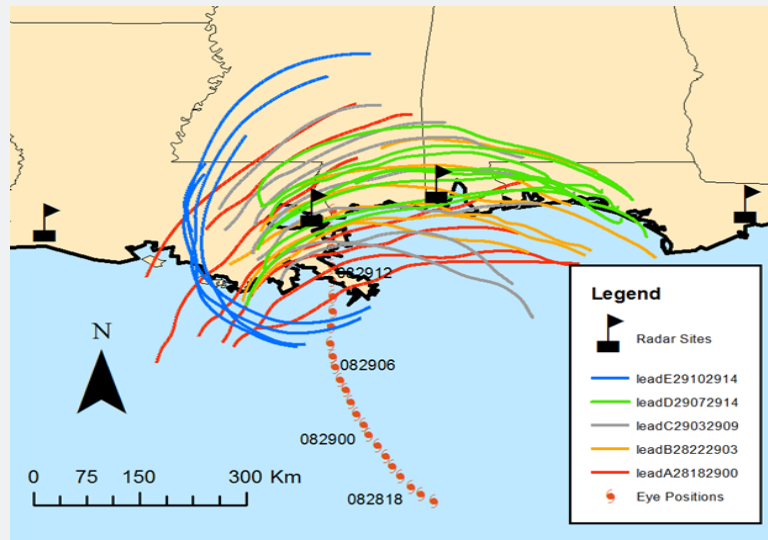 082912
N
082906
082900
0 75 150 300 Km
082818
Legend
Radar Sites
leadE29102914
leadD29072914
leadC29032909
leadB28222903
leadA28182900
Eye Positions